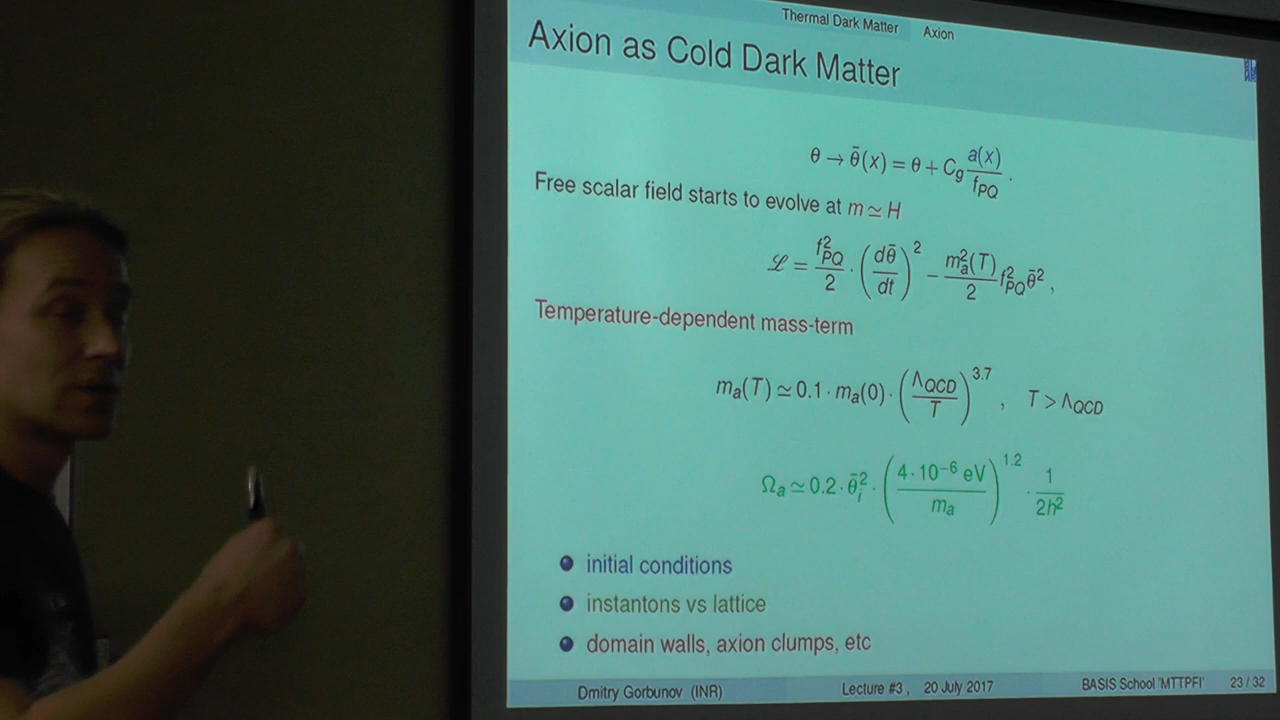 Thermal Dark Matter Axion
Axion as Cold Dark Matter
θ → θ̄(x) = θ + C_g a(x)/f_PQ .
Free scalar field starts to evolve at m ≃ H
ℒ = f²_PQ/2 · (dθ̄/dt)² − m²_a(T)/2 f²_PQ θ̄² ,
Temperature-dependent mass-term
m_a(T) ≃ 0.1 · m_a(0) · (Λ_QCD/T)^3.7 , T > Λ_QCD
Ω_a ≃ 0.2 · θ̄²_i · (4·10⁻⁶ eV/m_a)^1.2 · 1/2h²
initial conditions
instantons vs lattice
domain walls, axion clumps, etc
Dmitry Gorbunov (INR) Lecture #3 , 20 July 2017 BASIS School 'MTTPFI' 23 / 32